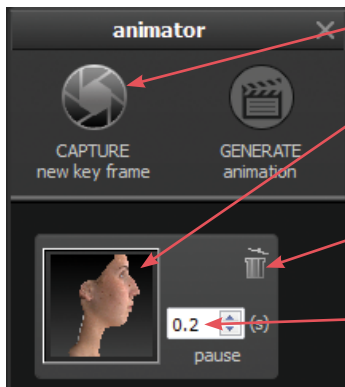 animator
CAPTURE
new key frame
GENERATE
animation
0.2 (s)
pause